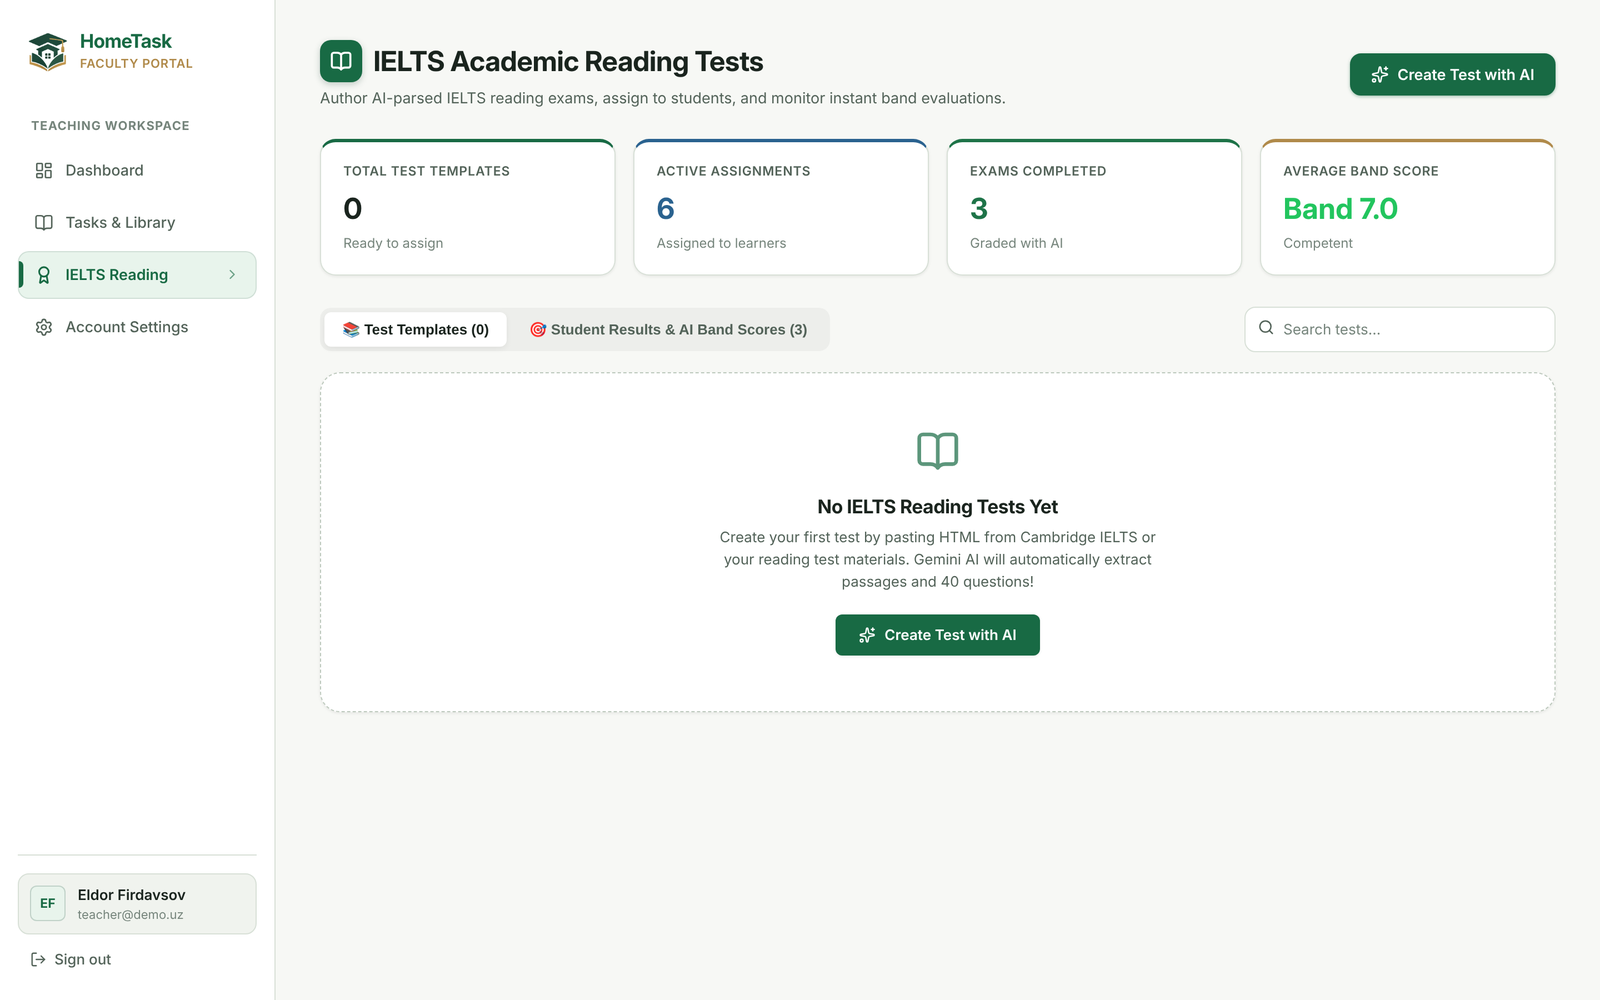 HomeTask
FACULTY PORTAL
TEACHING WORKSPACE
Dashboard
Tasks & Library
IELTS Reading
Account Settings
EF
Eldor Firdavsov
teacher@demo.uz
Sign out
IELTS Academic Reading Tests
Author AI-parsed IELTS reading exams, assign to students, and monitor instant band evaluations.
Create Test with AI
TOTAL TEST TEMPLATES
0
Ready to assign
ACTIVE ASSIGNMENTS
6
Assigned to learners
EXAMS COMPLETED
3
Graded with AI
AVERAGE BAND SCORE
Band 7.0
Competent
📚 Test Templates (0)
🎯 Student Results & AI Band Scores (3)
Search tests...
No IELTS Reading Tests Yet
Create your first test by pasting HTML from Cambridge IELTS or
your reading test materials. Gemini AI will automatically extract
passages and 40 questions!
Create Test with AI